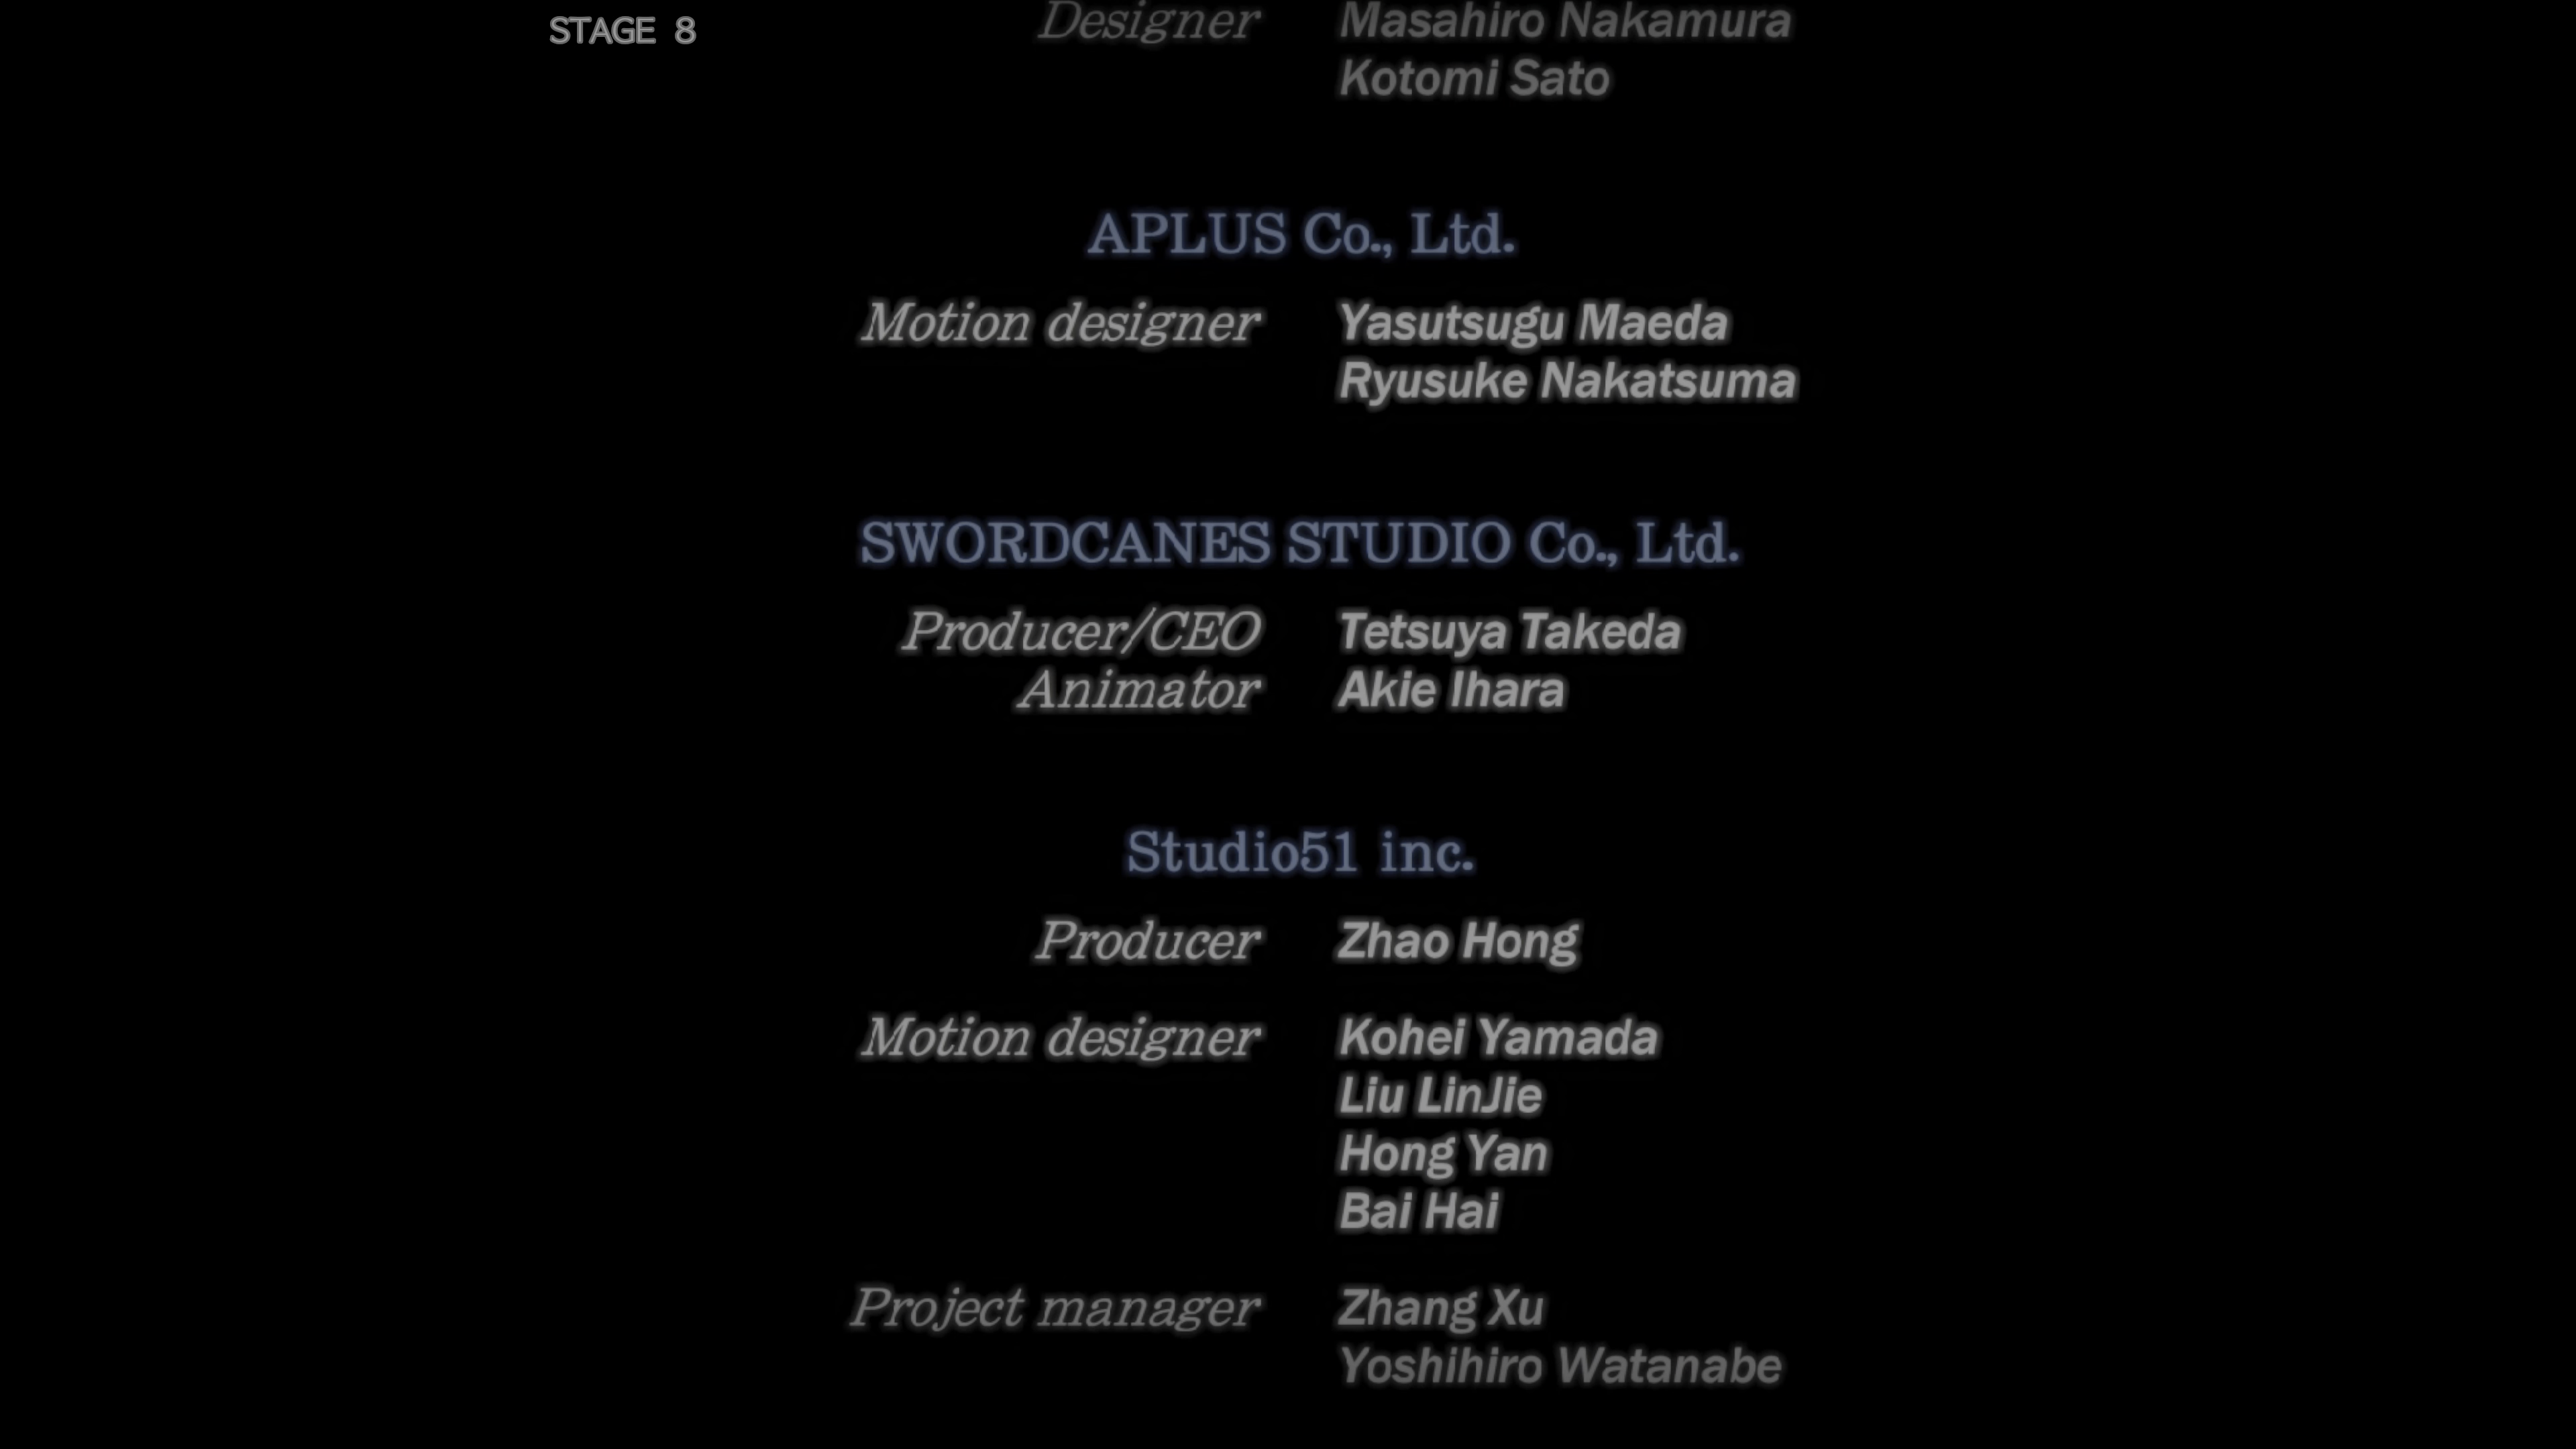 STAGE 8
Designer Masahiro Nakamura
Kotomi Sato
APLUS Co., Ltd.
Motion designer Yasutsugu Maeda
Ryusuke Nakatsuma
SWORDCANES STUDIO Co., Ltd.
Producer/CEO Tetsuya Takeda
Animator Akie Ihara
Studio51 inc.
Producer Zhao Hong
Motion designer Kohei Yamada
Liu LinJie
Hong Yan
Bai Hai
Project manager Zhang Xu
Yoshihiro Watanabe